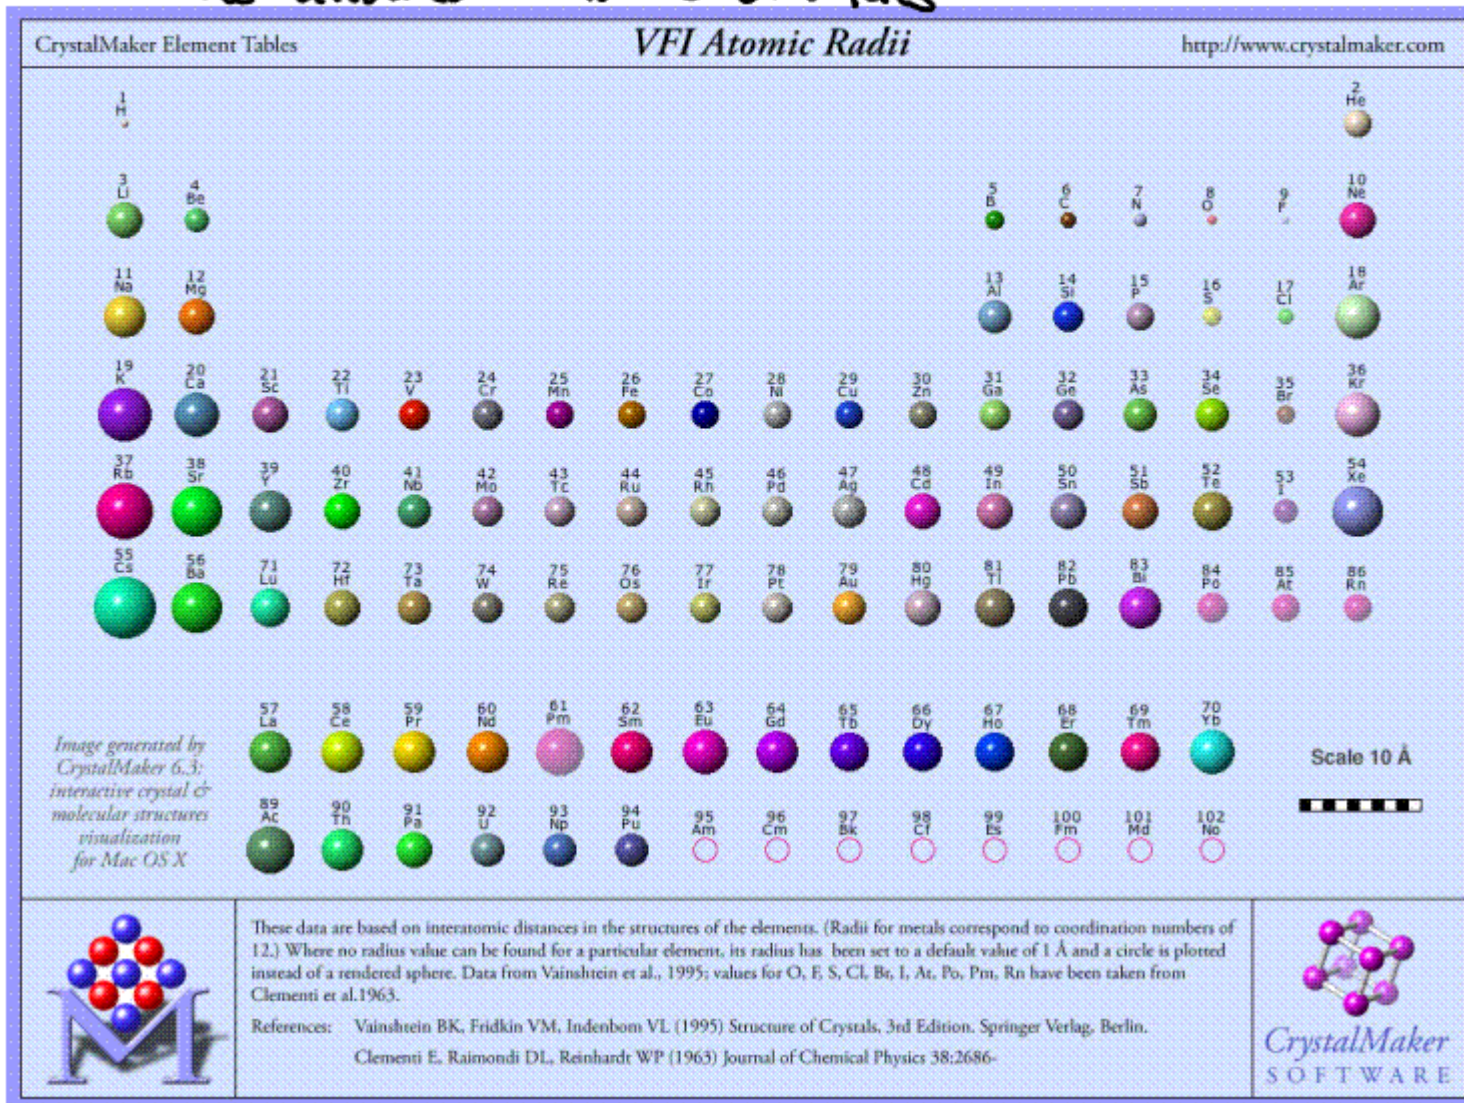 CrystalMaker Element Tables
VFI Atomic Radii
http://www.crystalmaker.com
1 H
2 He
3 Li
4 Be
5 B
6 C
7 N
8 O
9 F
10 Ne
11 Na
12 Mg
13 Al
14 Si
15 P
16 S
17 Cl
18 Ar
19 K
20 Ca
21 Sc
22 Ti
23 V
24 Cr
25 Mn
26 Fe
27 Co
28 Ni
29 Cu
30 Zn
31 Ga
32 Ge
33 As
34 Se
35 Br
36 Kr
37 Rb
38 Sr
39 Y
40 Zr
41 Nb
42 Mo
43 Tc
44 Ru
45 Rh
46 Pd
47 Ag
48 Cd
49 In
50 Sn
51 Sb
52 Te
53 I
54 Xe
55 Cs
56 Ba
71 Lu
72 Hf
73 Ta
74 W
75 Re
76 Os
77 Ir
78 Pt
79 Au
80 Hg
81 Tl
82 Pb
83 Bi
84 Po
85 At
86 Rn
57 La
58 Ce
59 Pr
60 Nd
61 Pm
62 Sm
63 Eu
64 Gd
65 Tb
66 Dy
67 Ho
68 Er
69 Tm
70 Yb
89 Ac
90 Th
91 Pa
92 U
93 Np
94 Pu
95 Am
96 Cm
97 Bk
98 Cf
99 Es
100 Fm
101 Md
102 No
Image generated by
CrystalMaker 6.3:
interactive crystal &
molecular structures
visualization
for Mac OS X
Scale 10 Å
These data are based on interatomic distances in the structures of the elements. (Radii for metals correspond to coordination numbers of
12.) Where no radius value can be found for a particular element, its radius has been set to a default value of 1 Å and a circle is plotted
instead of a rendered sphere. Data from Vainshtein et al., 1995; values for O, F, S, Cl, Br, I, At, Po, Pm, Rn have been taken from
Clementi et al.1963.
References: Vainshtein BK, Fridkin VM, Indenbom VL (1995) Structure of Crystals, 3rd Edition. Springer Verlag, Berlin.
Clementi E, Raimondi DL, Reinhardt WP (1963) Journal of Chemical Physics 38:2686-
M
CrystalMaker
SOFTWARE